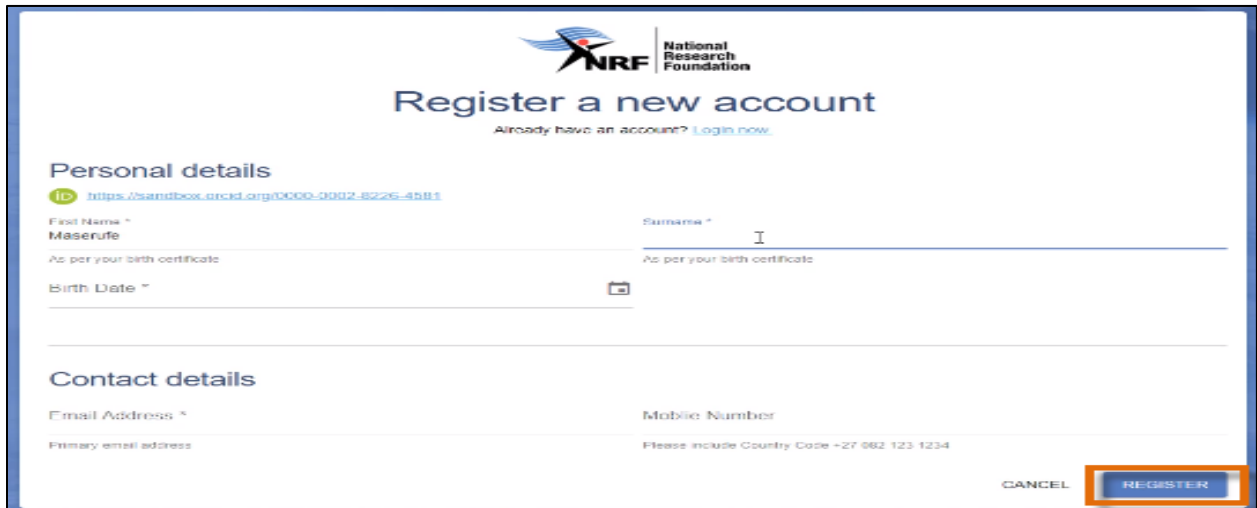 NRF
National
Research
Foundation
Register a new account
Already have an account? Login now.
Personal details
iD https://sandbox.orcid.org/0000-0002-8226-4581
First Name * Surname *
Maserufe
As per your birth certificate As per your birth certificate
Birth Date *
Contact details
Email Address * Mobile Number
Primary email address Please include Country Code +27 082 123 1234
CANCEL REGISTER